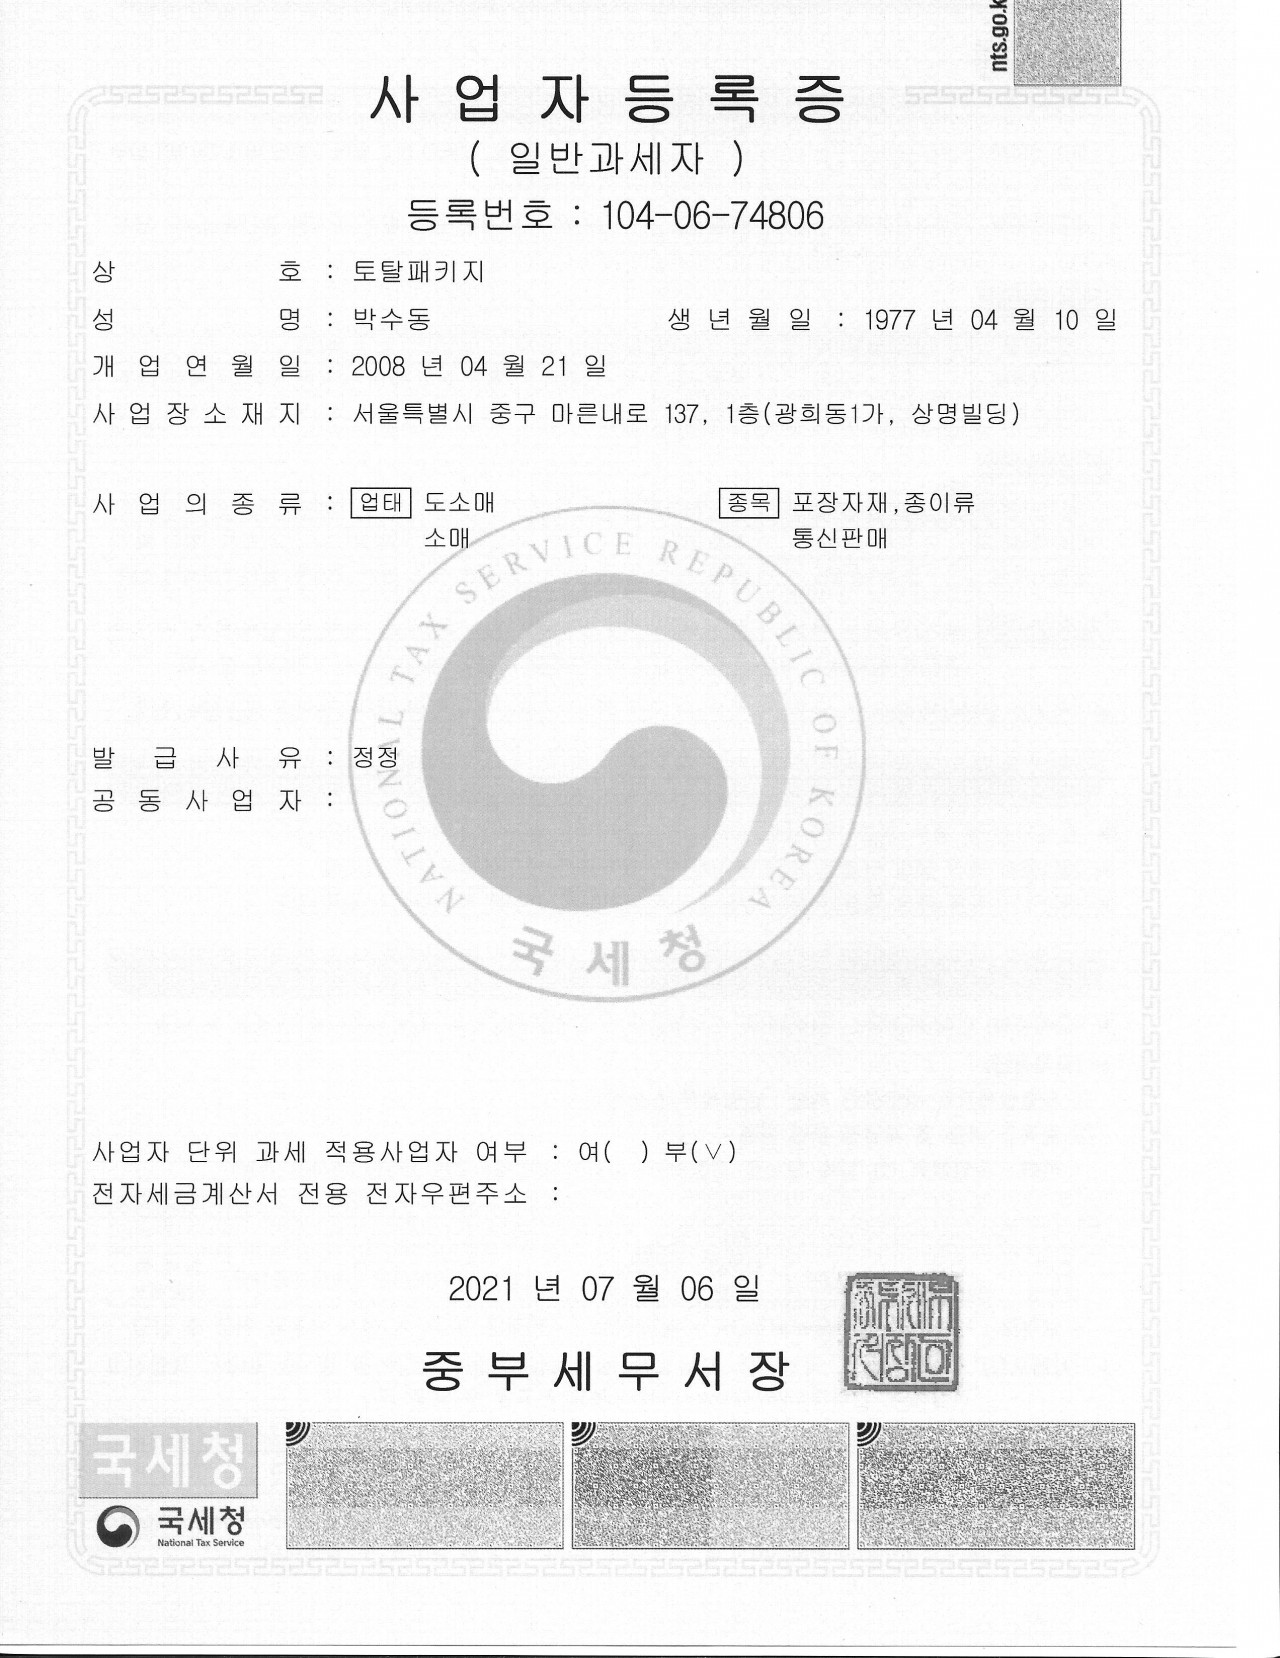 nts.go.k
사업자등록증
( 일반과세자 )
등록번호 : 104-06-74806
상 호 : 토탈패키지
성 명 : 박수동 생 년 월 일 : 1977 년 04 월 10 일
개 업 연 월 일 : 2008 년 04 월 21 일
사 업 장 소 재 지 : 서울특별시 중구 마른내로 137, 1층(광희동1가, 상명빌딩)
사 업 의 종 류 : 업태 도소매 종목 포장자재,종이류
소매 통신판매
NATIONAL TAX SERVICE REPUBLIC OF KOREA
발 급 사 유 : 정정
공 동 사 업 자 :
국세청
사업자 단위 과세 적용사업자 여부 : 여( ) 부(∨)
전자세금계산서 전용 전자우편주소 :
2021 년 07 월 06 일
중부세무서장
국세청
국세청
National Tax Service